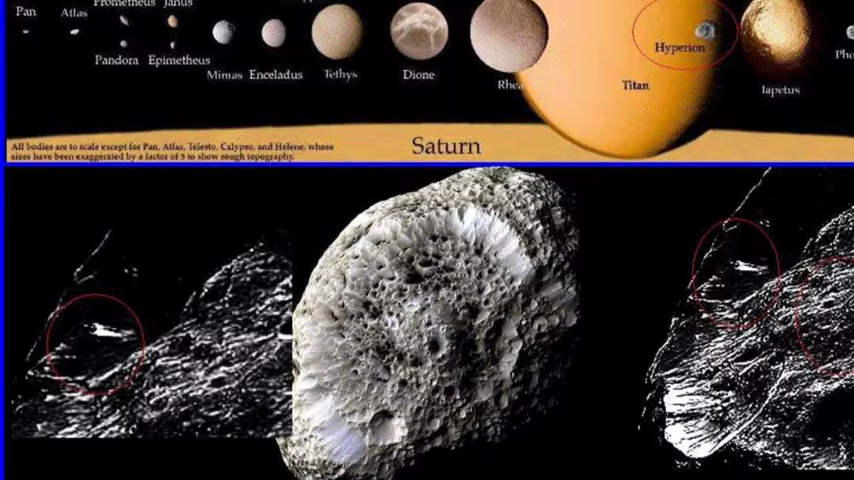 Pan
Atlas
Prometheus
Janus
Pandora
Epimetheus
Mimas
Enceladus
Tethys
Dione
Rhea
Titan
Hyperion
Iapetus
Pho
All bodies are to scale except for Pan, Atlas, Telesto, Calypso, and Helene, whose
sizes have been exaggerated by a factor of 5 to show rough topography.
Saturn